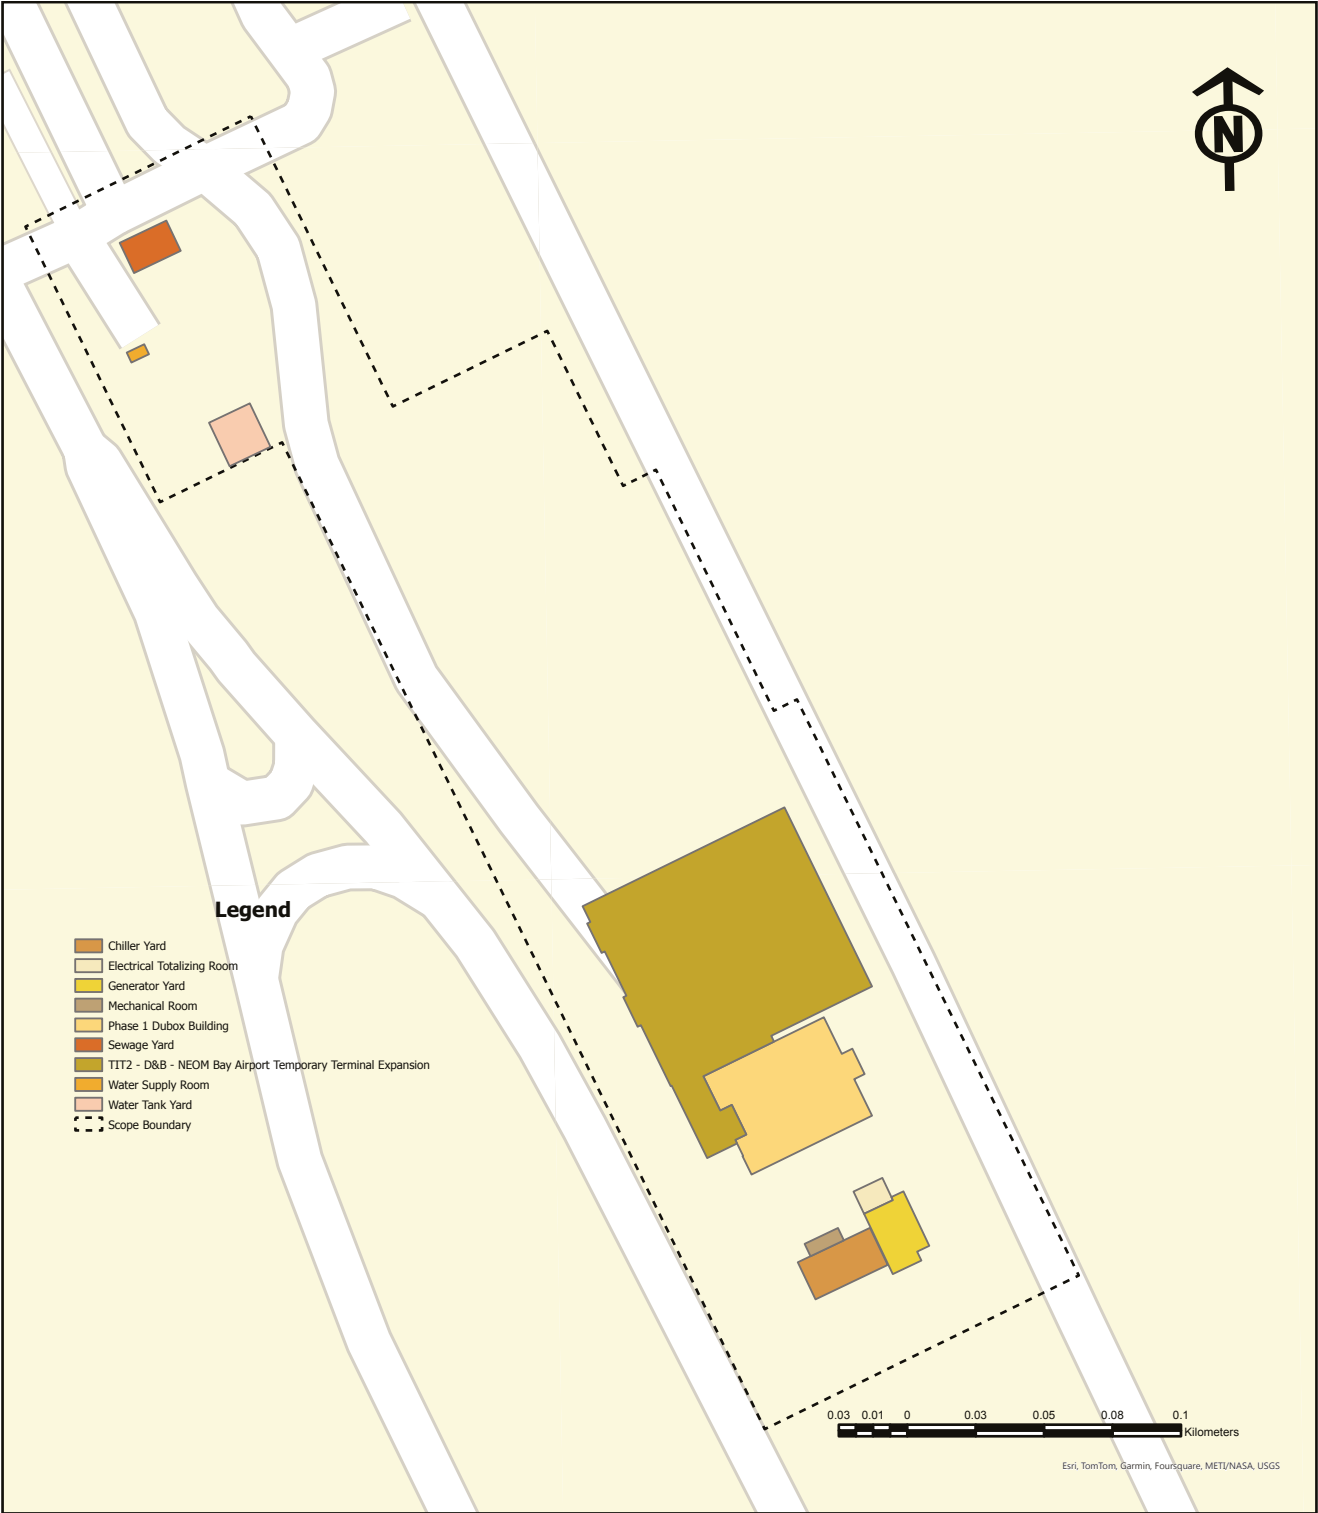 N
Legend
Chiller Yard
Electrical Totalizing Room
Generator Yard
Mechanical Room
Phase 1 Dubox Building
Sewage Yard
TIT2 - D&B - NEOM Bay Airport Temporary Terminal Expansion
Water Supply Room
Water Tank Yard
Scope Boundary
0.03 0.01 0 0.03 0.05 0.08 0.1
Kilometers
Esri, TomTom, Garmin, Foursquare, METI/NASA, USGS